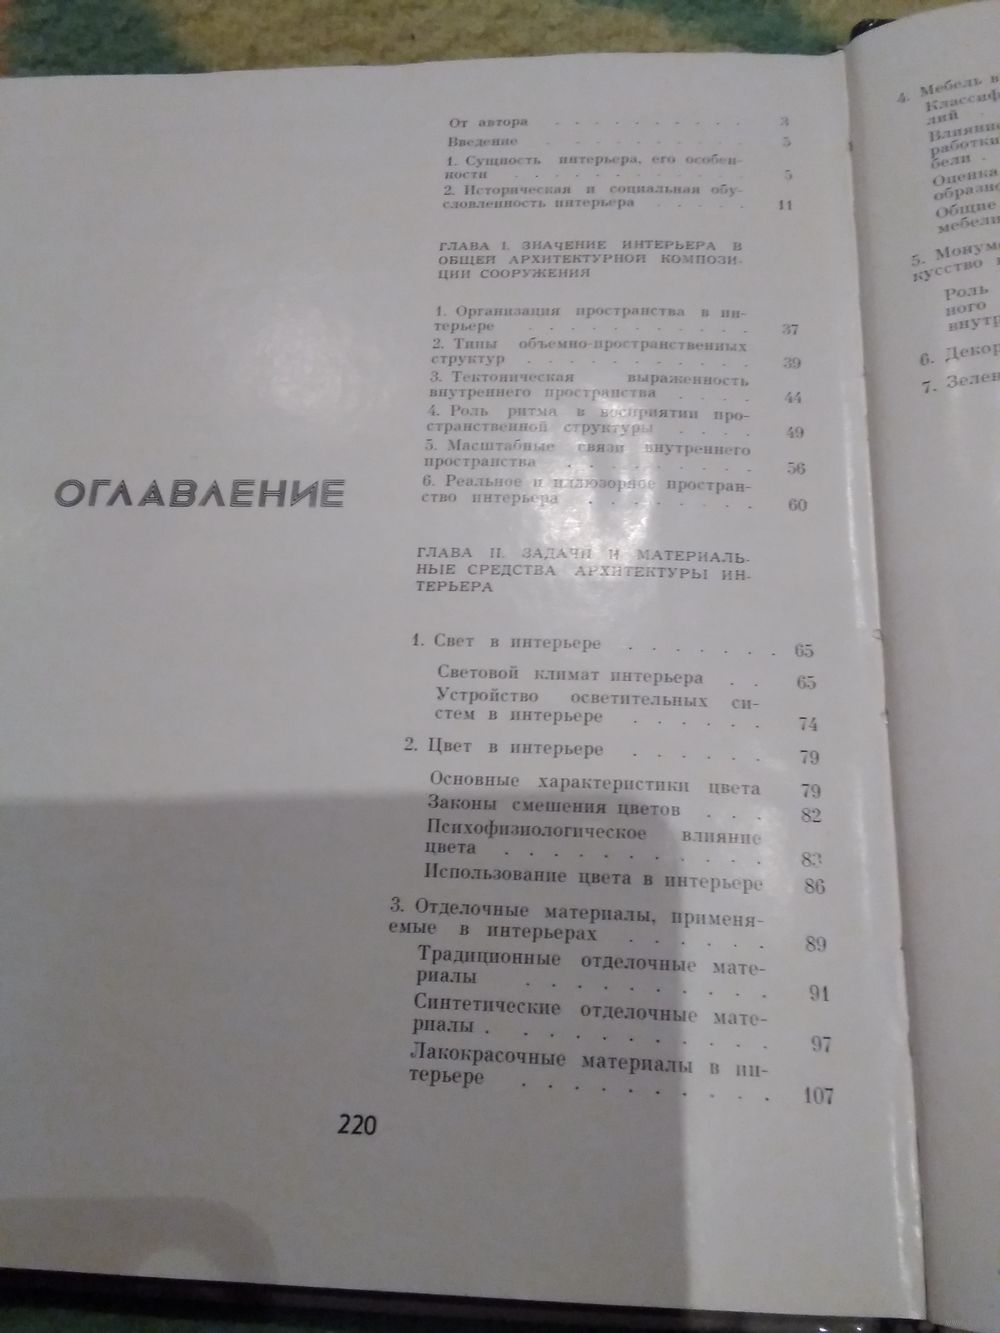 ОГЛАВЛЕНИЕ
От автора . . . . . . . . . . 3
Введение . . . . . . . . . . 5
1. Сущность интерьера, его особен-
ности . . . . . . . . . . 5
2. Историческая и социальная обу-
словленность интерьера . . . . . 11
ГЛАВА I. ЗНАЧЕНИЕ ИНТЕРЬЕРА В
ОБЩЕЙ АРХИТЕКТУРНОЙ КОМПОЗИ-
ЦИИ СООРУЖЕНИЯ
1. Организация пространства в ин-
терьере . . . . . . . . . . 37
2. Типы объемно-пространственных
структур . . . . . . . . . . 39
3. Тектоническая выраженность
внутреннего пространства . . . . 44
4. Роль ритма в восприятии про-
странственной структуры . . . . 49
5. Масштабные связи внутреннего
пространства . . . . . . . . . 56
6. Реальное и иллюзорное простран-
ство интерьера . . . . . . . . 60
ГЛАВА II. ЗАДАЧИ И МАТЕРИАЛЬ-
НЫЕ СРЕДСТВА АРХИТЕКТУРЫ ИН-
ТЕРЬЕРА
1. Свет в интерьере . . . . . . . 65
Световой климат интерьера . . 65
Устройство осветительных си-
стем в интерьере . . . . . . 74
2. Цвет в интерьере . . . . . . 79
Основные характеристики цвета 79
Законы смешения цветов . . . 82
Психофизиологическое влияние
цвета . . . . . . . . . . 83
Использование цвета в интерьере 86
3. Отделочные материалы, применя-
емые в интерьерах . . . . . . 89
Традиционные отделочные мате-
риалы . . . . . . . . . . 91
Синтетические отделочные мате-
риалы . . . . . . . . . . 97
Лакокрасочные материалы в ин-
терьере . . . . . . . . . . 107
220
4. Мебель в
Классиф
лий
Влияние
работки
бели .
Оценка
образно
Общие
мебели
5. Монум
кусство
Роль
ного
внутр
6. Декор
7. Зелен